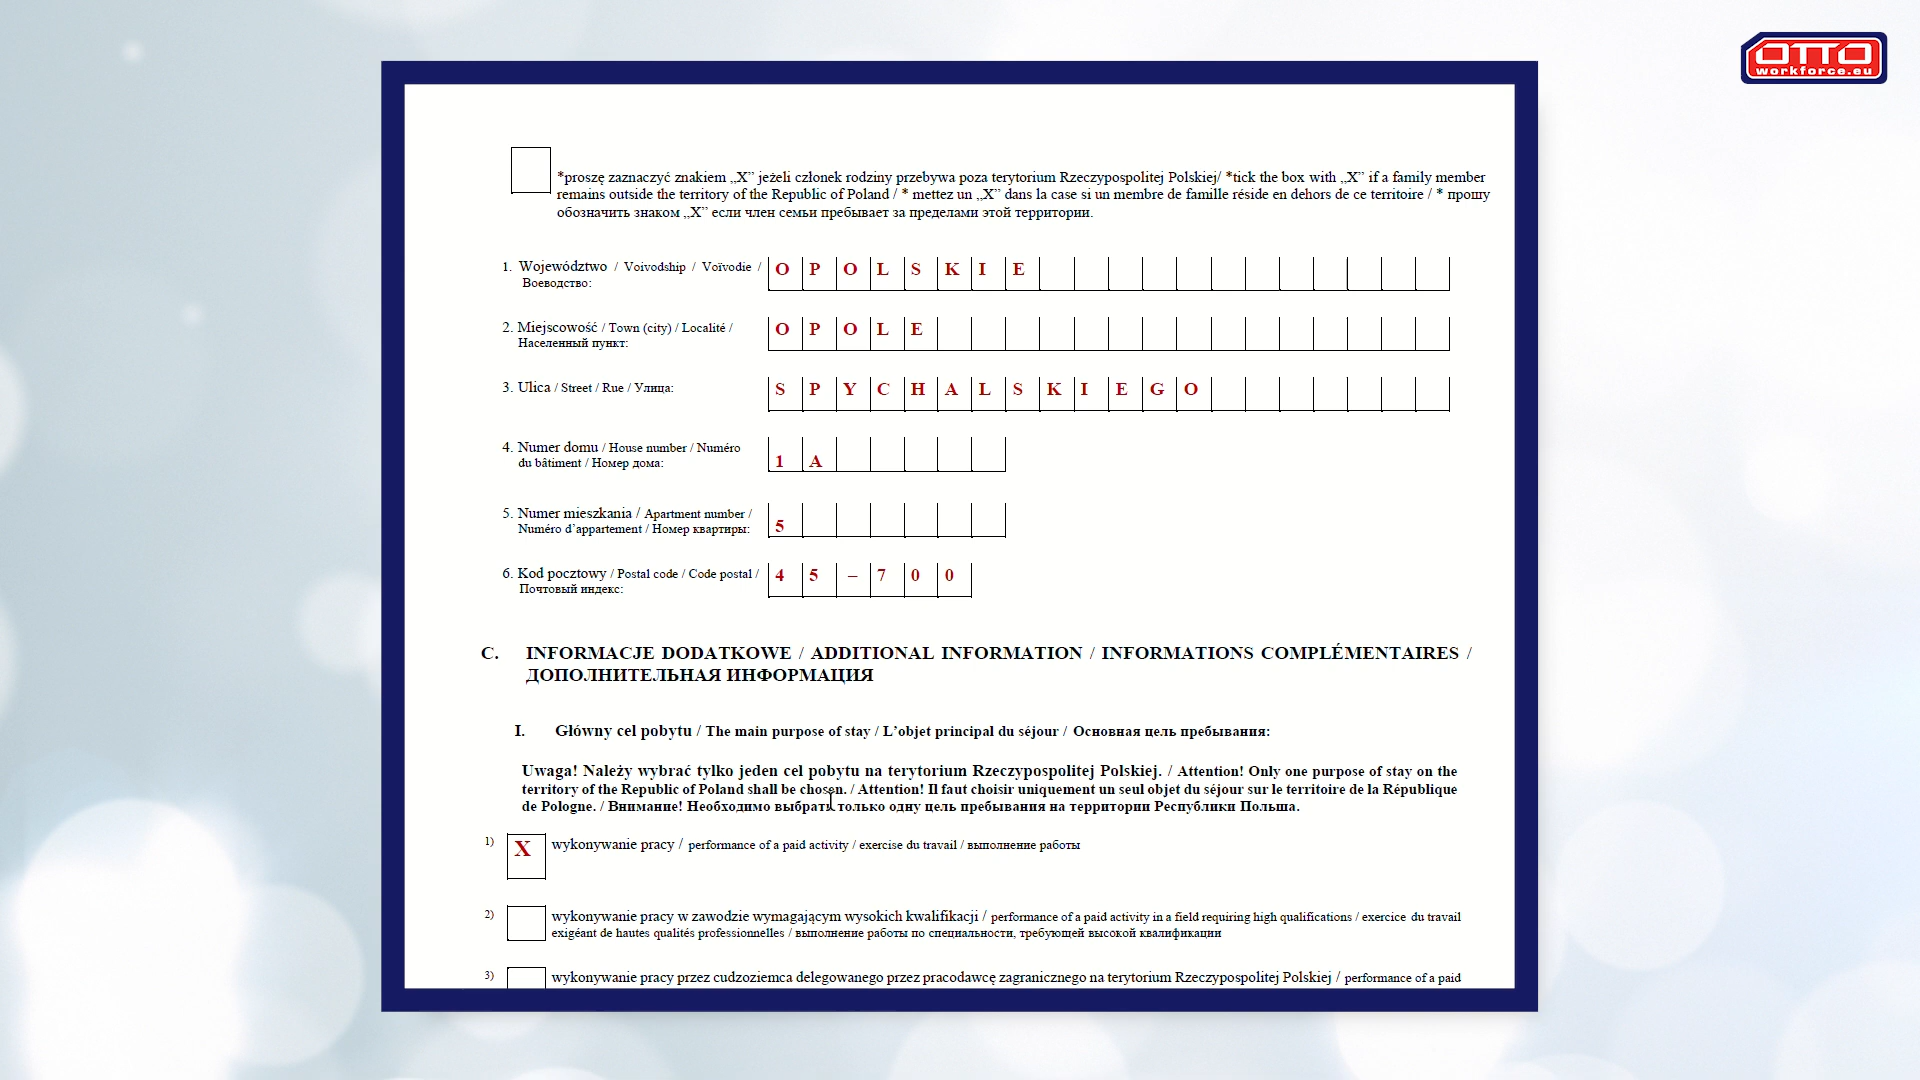 OTTO
workforce.eu
*proszę zaznaczyć znakiem „X” jeżeli członek rodziny przebywa poza terytorium Rzeczypospolitej Polskiej/ *tick the box with „X” if a family member
remains outside the territory of the Republic of Poland / * mettez un „X” dans la case si un membre de famille réside en dehors de ce territoire / * прошу
обозначить знаком „X” если член семьи пребывает за пределами этой территории.
1. Województwo / Voivodship / Voïvodie / OPOLSKIE
Воеводство:
2. Miejscowość / Town (city) / Localité / OPOLE
Населенный пункт:
3. Ulica / Street / Rue / Улица: SPYCHALSKIEGO
4. Numer domu / House number / Numéro
du bâtiment / Номер дома: 1A
5. Numer mieszkania / Apartment number /
Numéro d’appartement / Номер квартиры: 5
6. Kod pocztowy / Postal code / Code postal / 45–700
Почтовый индекс:
C. INFORMACJE DODATKOWE / ADDITIONAL INFORMATION / INFORMATIONS COMPLÉMENTAIRES /
ДОПОЛНИТЕЛЬНАЯ ИНФОРМАЦИЯ
I. Główny cel pobytu / The main purpose of stay / L’objet principal du séjour / Основная цель пребывания:
Uwaga! Należy wybrać tylko jeden cel pobytu na terytorium Rzeczypospolitej Polskiej. / Attention! Only one purpose of stay on the
territory of the Republic of Poland shall be chosen. / Attention! Il faut choisir uniquement un seul objet du séjour sur le territoire de la République
de Pologne. / Внимание! Необходимо выбрать только одну цель пребывания на территории Республики Польша.
1) X wykonywanie pracy / performance of a paid activity / exercise du travail / выполнение работы
2) wykonywanie pracy w zawodzie wymagającym wysokich kwalifikacji / performance of a paid activity in a field requiring high qualifications / exercice du travail
exigéant de hautes qualités professionnelles / выполнение работы по специальности, требующей высокой квалификации
3) wykonywanie pracy przez cudzoziemca delegowanego przez pracodawcę zagranicznego na terytorium Rzeczypospolitej Polskiej / performance of a paid